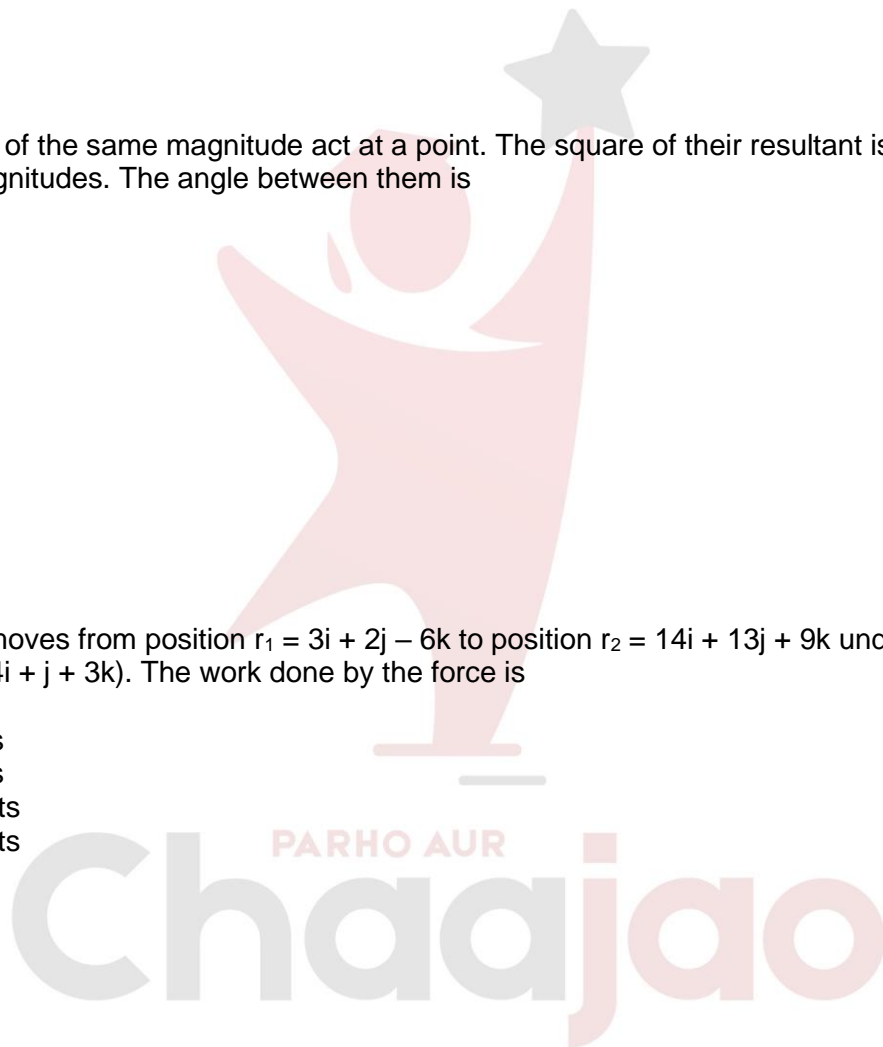 of the same magnitude act at a point. The square of their resultant is
gnitudes. The angle between them is
moves from position r₁ = 3i + 2j – 6k to position r₂ = 14i + 13j + 9k und
i + j + 3k). The work done by the force is
s
s
ts
ts
PARHO AUR
Chaajao